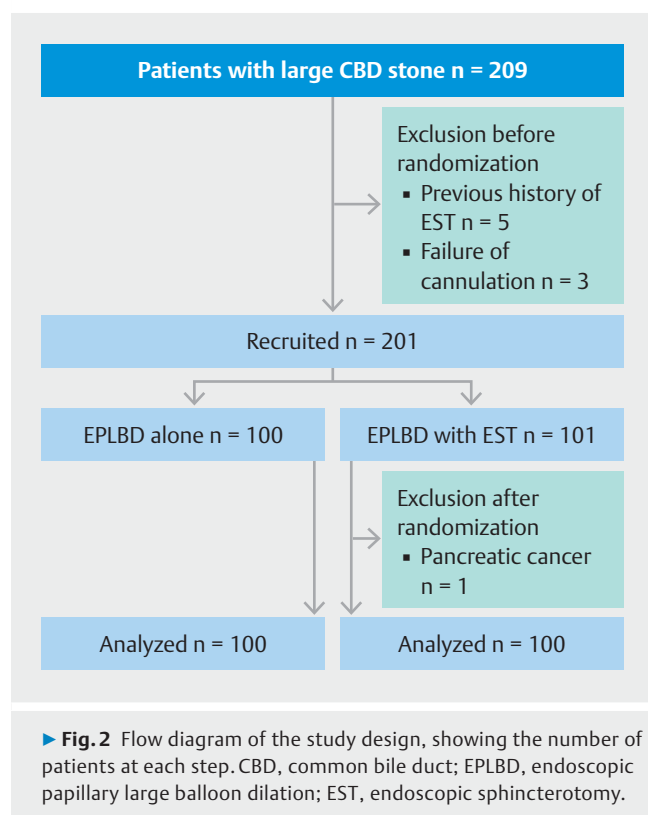 Patients with large CBD stone n = 209
Exclusion before
randomization
▪ Previous history of
EST n = 5
▪ Failure of
cannulation n = 3
Recruited n = 201
EPLBD alone n = 100
EPLBD with EST n = 101
Exclusion after
randomization
▪ Pancreatic cancer
n = 1
Analyzed n = 100
Analyzed n = 100
▶ Fig. 2 Flow diagram of the study design, showing the number of
patients at each step. CBD, common bile duct; EPLBD, endoscopic
papillary large balloon dilation; EST, endoscopic sphincterotomy.